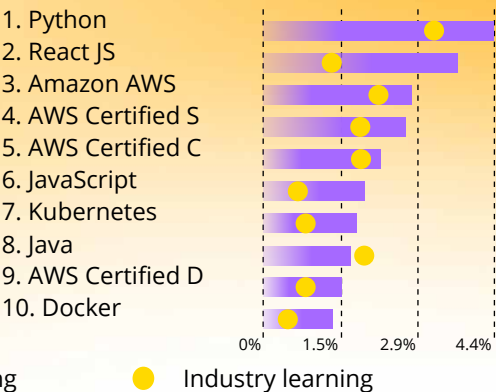 1. Python
2. React JS
3. Amazon AWS
4. AWS Certified S
5. AWS Certified C
6. JavaScript
7. Kubernetes
8. Java
9. AWS Certified D
10. Docker
0% 1.5% 2.9% 4.4%
g Industry learning